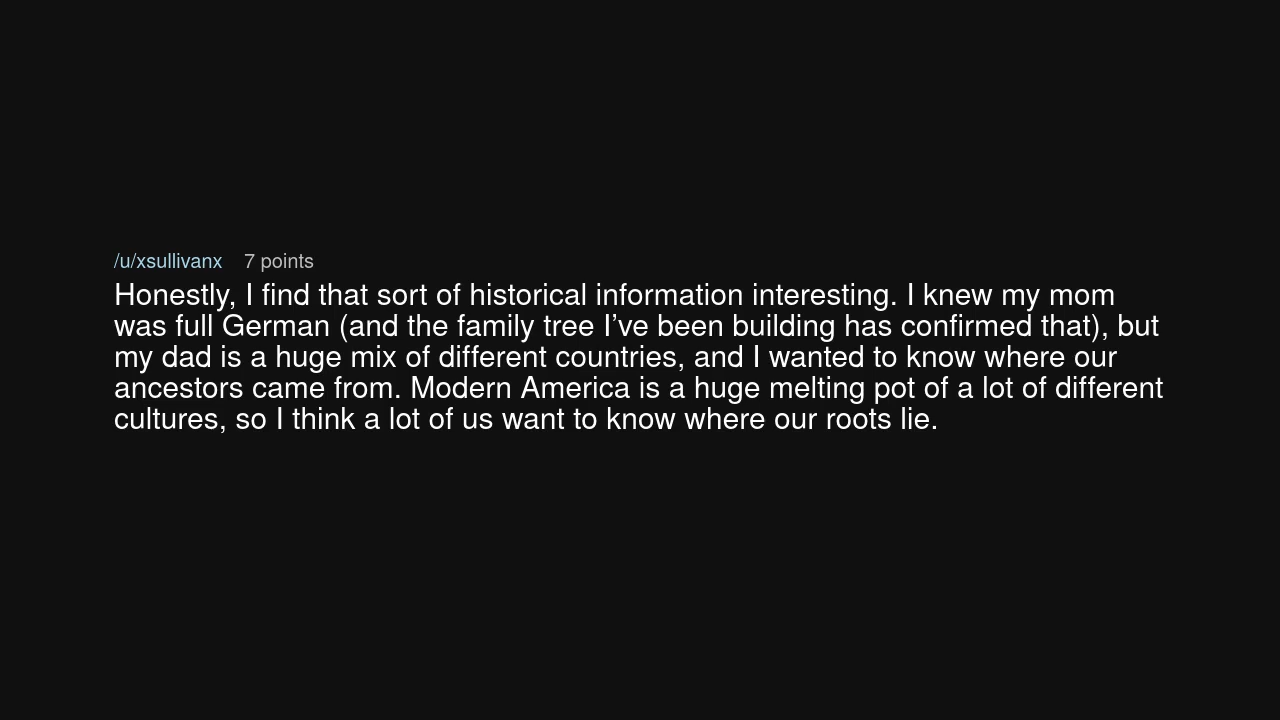 /u/xsullivanx 7 points
Honestly, I find that sort of historical information interesting. I knew my mom
was full German (and the family tree I’ve been building has confirmed that), but
my dad is a huge mix of different countries, and I wanted to know where our
ancestors came from. Modern America is a huge melting pot of a lot of different
cultures, so I think a lot of us want to know where our roots lie.